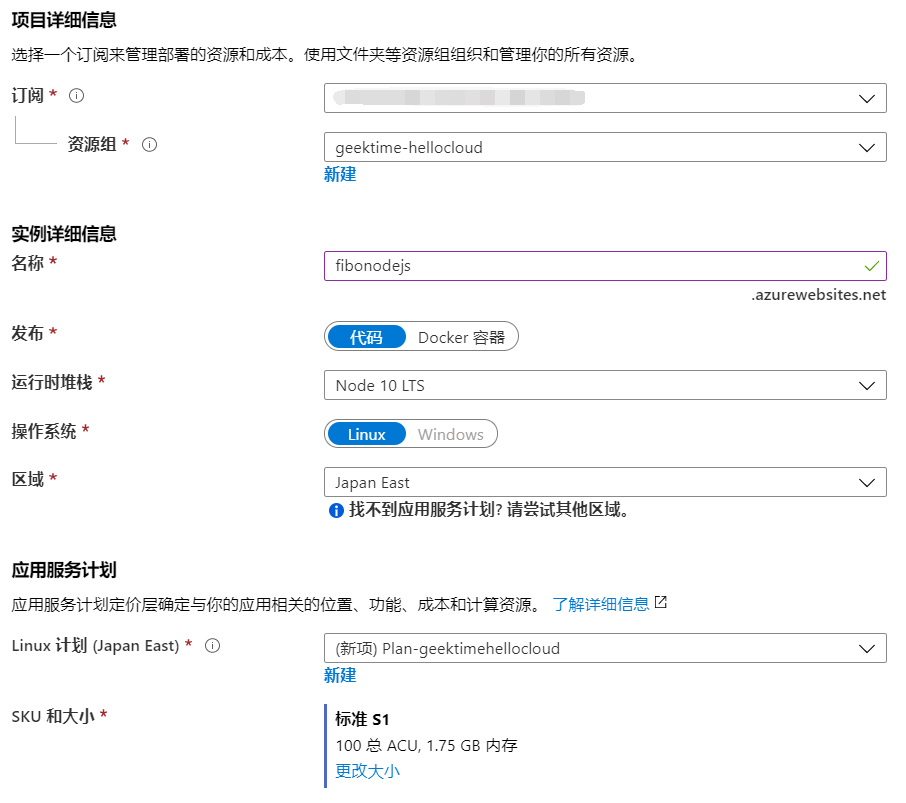 项目详细信息
选择一个订阅来管理部署的资源和成本。使用文件夹等资源组组织和管理你的所有资源。
订阅 *
资源组 *
geektime-hellocloud
新建
实例详细信息
名称 *
fibonodejs
.azurewebsites.net
发布 *
代码 Docker 容器
运行时堆栈 *
Node 10 LTS
操作系统 *
Linux Windows
区域 *
Japan East
找不到应用服务计划? 请尝试其他区域。
应用服务计划
应用服务计划定价层确定与你的应用相关的位置、功能、成本和计算资源。 了解详细信息
Linux 计划 (Japan East) *
(新项) Plan-geektimehellocloud
新建
SKU 和大小 *
标准 S1
100 总 ACU, 1.75 GB 内存
更改大小